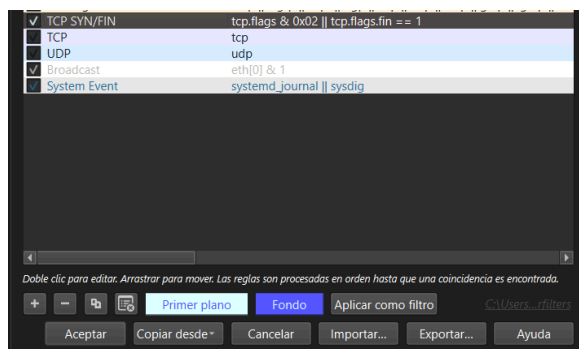 TCP SYN/FIN tcp.flags & 0x02 || tcp.flags.fin == 1
TCP tcp
UDP udp
Broadcast eth[0] & 1
System Event systemd_journal || sysdig
Doble clic para editar. Arrastrar para mover. Las reglas son procesadas en orden hasta que una coincidencia es encontrada.
Primer plano Fondo Aplicar como filtro C:\Users...rfilters
Aceptar Copiar desde Cancelar Importar... Exportar... Ayuda